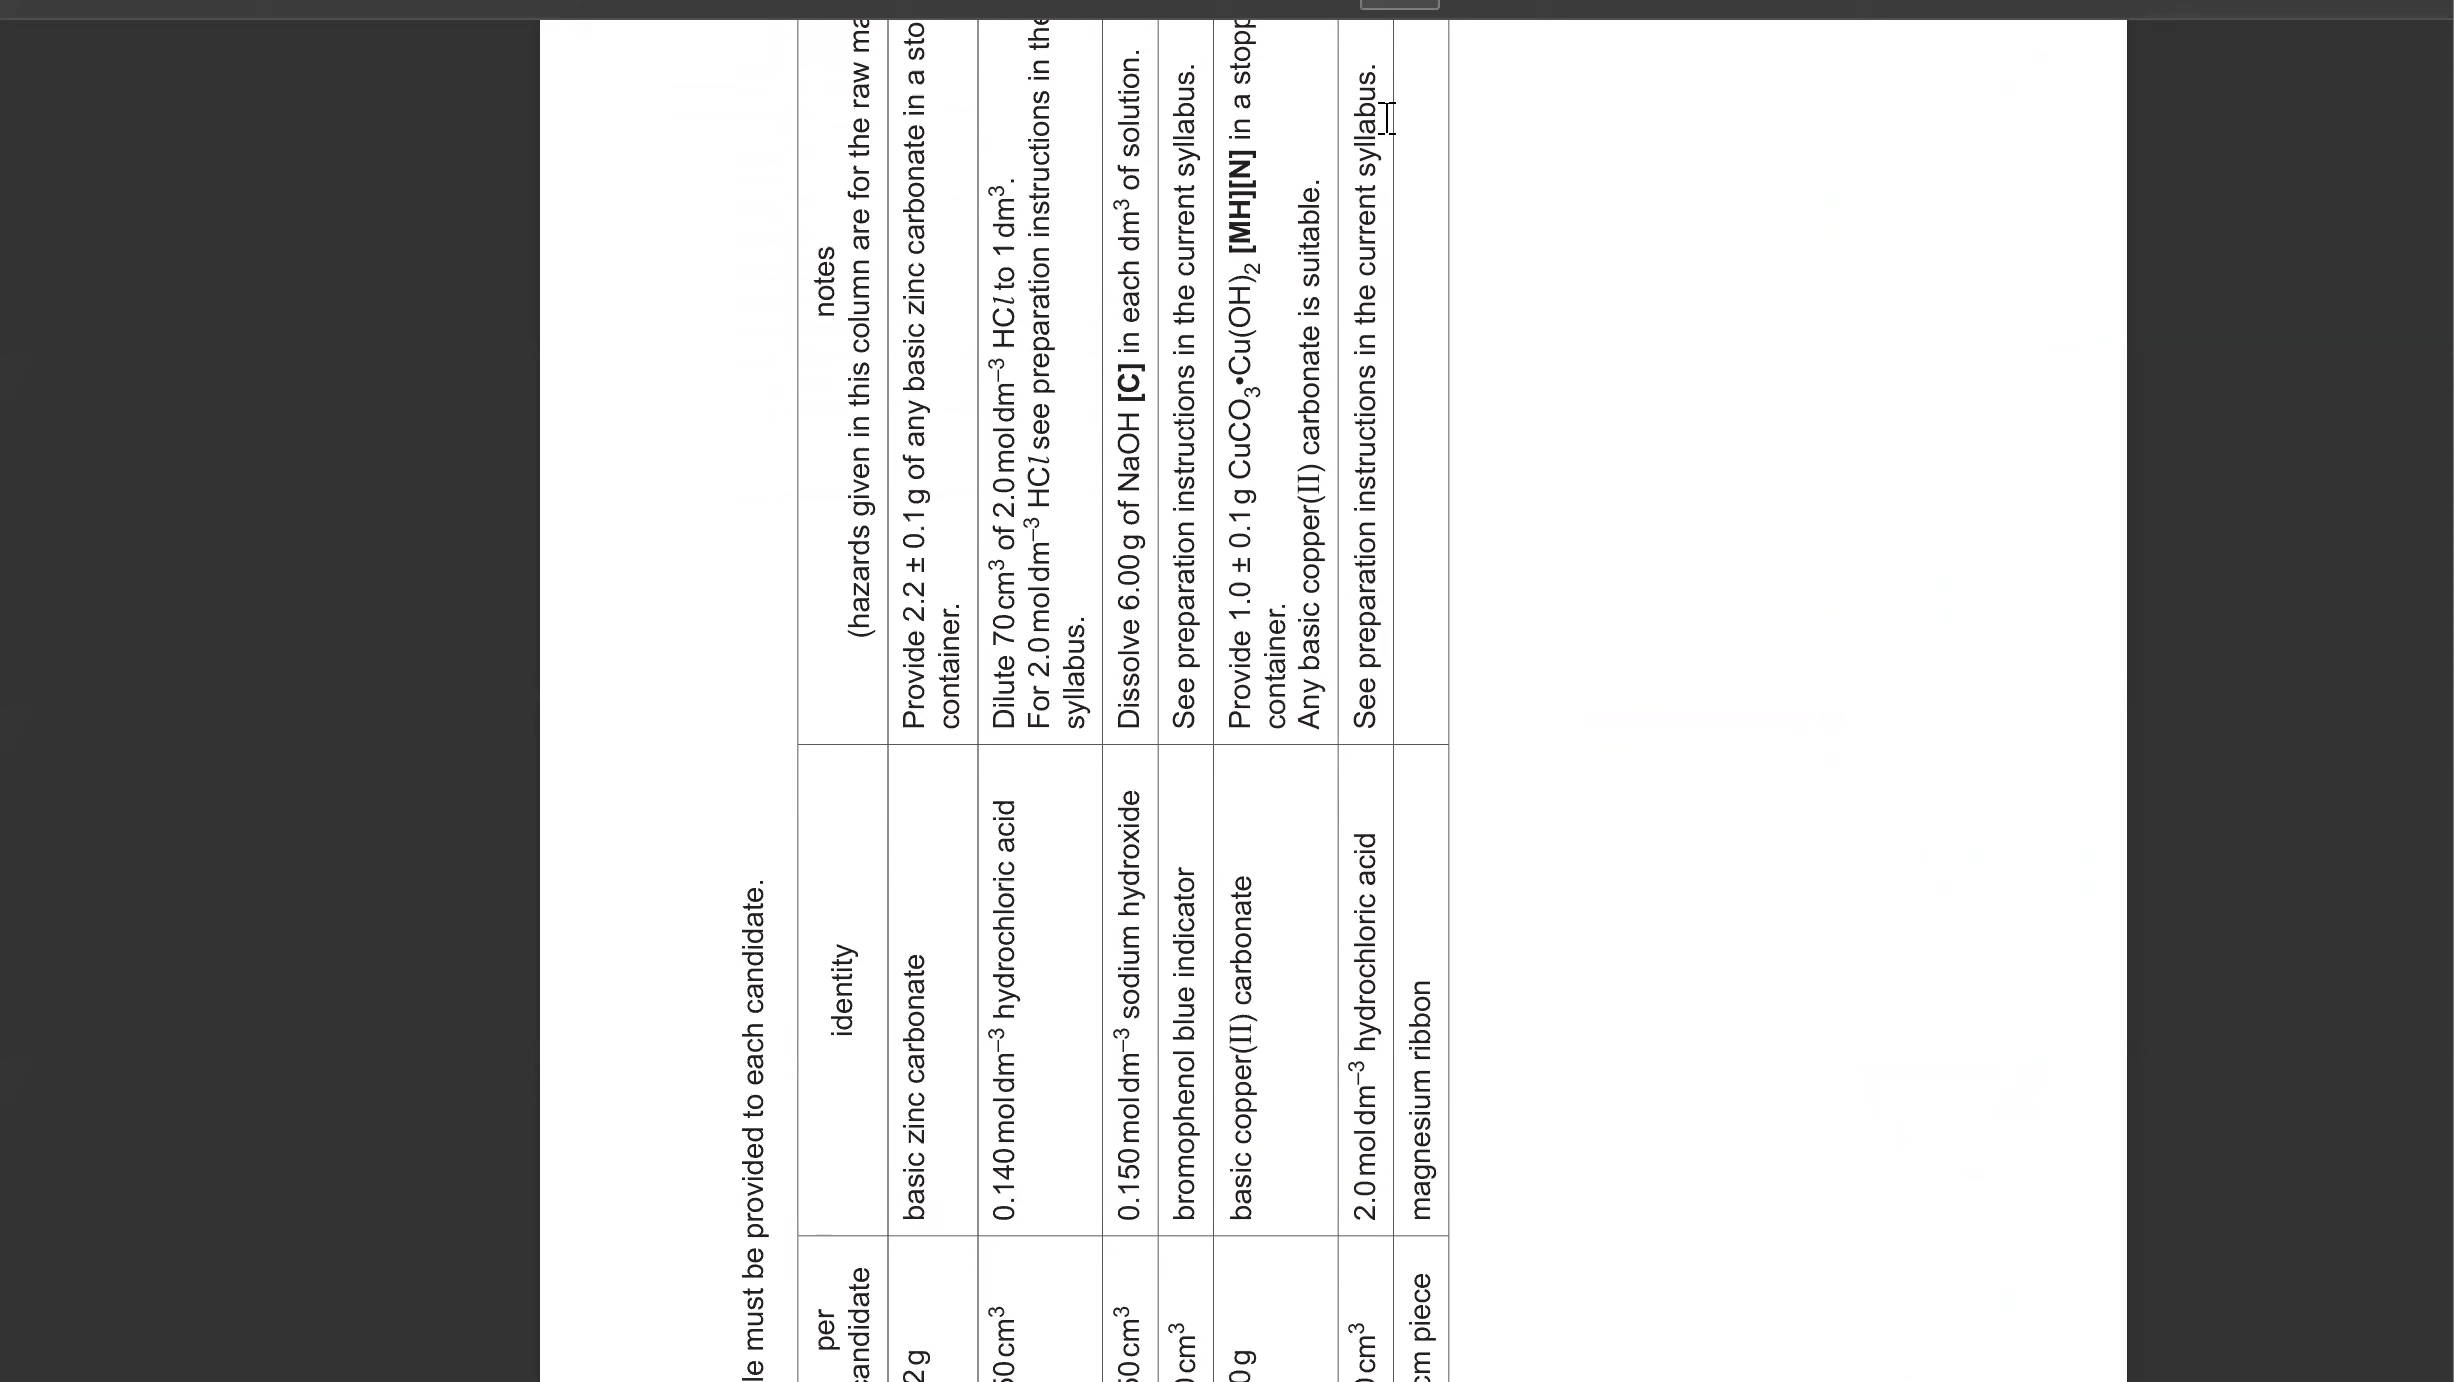 le must be provided to each candidate.
per
candidate
identity
notes
(hazards given in this column are for the raw
2 g
basic zinc carbonate
Provide 2.2 ± 0.1 g of any basic zinc carbonate in a
container.
0 cm³
0.140 mol dm⁻³ hydrochloric acid
Dilute 70 cm³ of 2.0 mol dm⁻³ HCl to 1 dm³.
For 2.0 mol dm⁻³ HCl see preparation instructions in the
syllabus.
0 cm³
0.150 mol dm⁻³ sodium hydroxide
Dissolve 6.00 g of NaOH [C] in each dm³ of solution.
cm³
bromophenol blue indicator
See preparation instructions in the current syllabus.
0 g
basic copper(II) carbonate
Provide 1.0 ± 0.1 g CuCO₃•Cu(OH)₂ [MH][N] in a
container.
Any basic copper(II) carbonate is suitable.
cm³
2.0 mol dm⁻³ hydrochloric acid
See preparation instructions in the current syllabus.
cm piece
magnesium ribbon